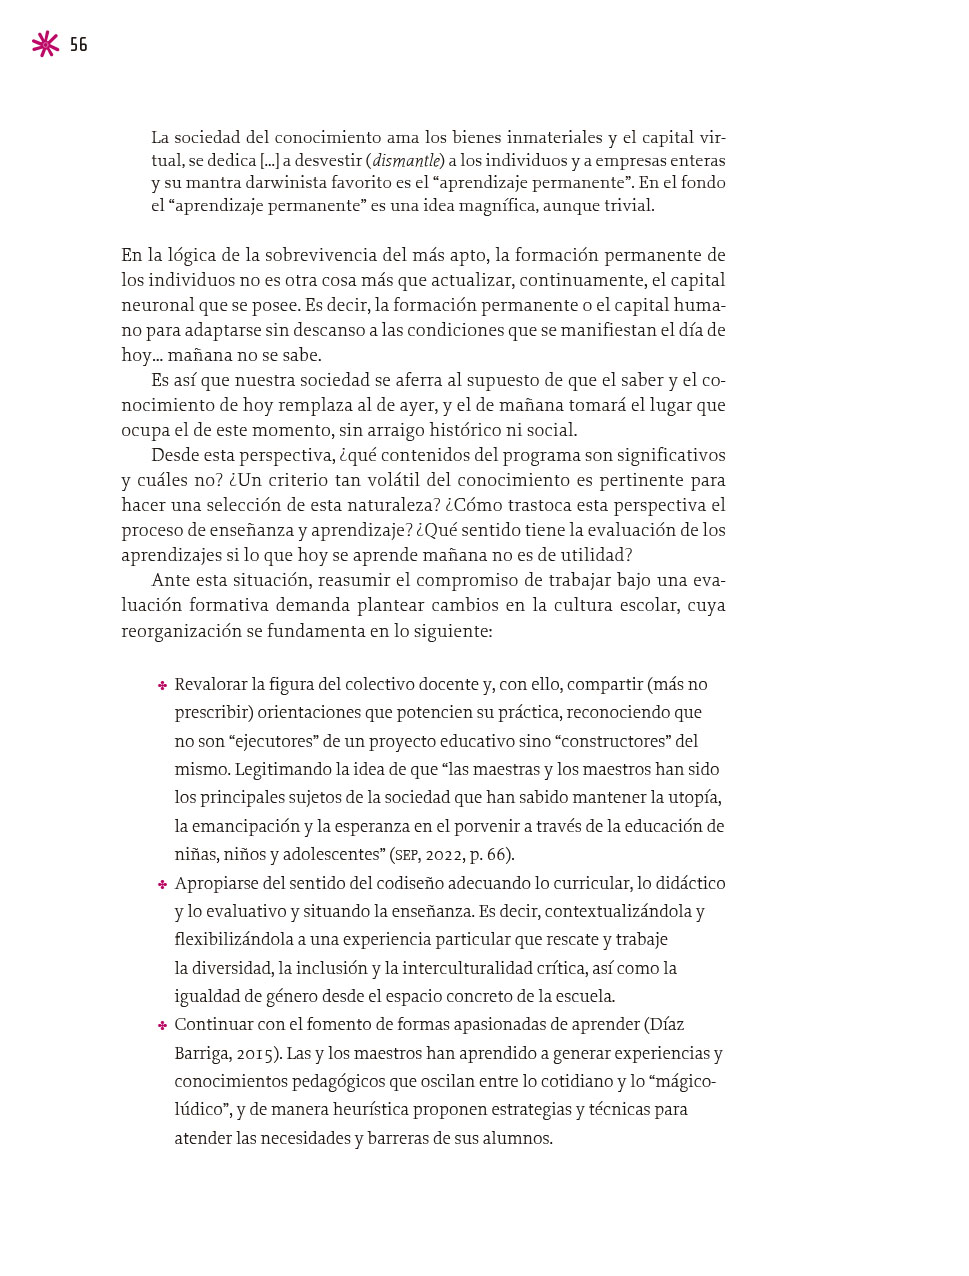 56
La sociedad del conocimiento ama los bienes inmateriales y el capital vir-
tual, se dedica [...] a desvestir (dismantle) a los individuos y a empresas enteras
y su mantra darwinista favorito es el “aprendizaje permanente”. En el fondo
el “aprendizaje permanente” es una idea magnífica, aunque trivial.
En la lógica de la sobrevivencia del más apto, la formación permanente de
los individuos no es otra cosa más que actualizar, continuamente, el capital
neuronal que se posee. Es decir, la formación permanente o el capital huma-
no para adaptarse sin descanso a las condiciones que se manifiestan el día de
hoy... mañana no se sabe.
Es así que nuestra sociedad se aferra al supuesto de que el saber y el co-
nocimiento de hoy remplaza al de ayer, y el de mañana tomará el lugar que
ocupa el de este momento, sin arraigo histórico ni social.
Desde esta perspectiva, ¿qué contenidos del programa son significativos
y cuáles no? ¿Un criterio tan volátil del conocimiento es pertinente para
hacer una selección de esta naturaleza? ¿Cómo trastoca esta perspectiva el
proceso de enseñanza y aprendizaje? ¿Qué sentido tiene la evaluación de los
aprendizajes si lo que hoy se aprende mañana no es de utilidad?
Ante esta situación, reasumir el compromiso de trabajar bajo una eva-
luación formativa demanda plantear cambios en la cultura escolar, cuya
reorganización se fundamenta en lo siguiente:
✤ Revalorar la figura del colectivo docente y, con ello, compartir (más no
prescribir) orientaciones que potencien su práctica, reconociendo que
no son “ejecutores” de un proyecto educativo sino “constructores” del
mismo. Legitimando la idea de que “las maestras y los maestros han sido
los principales sujetos de la sociedad que han sabido mantener la utopía,
la emancipación y la esperanza en el porvenir a través de la educación de
niñas, niños y adolescentes” (SEP, 2022, p. 66).
✤ Apropiarse del sentido del codiseño adecuando lo curricular, lo didáctico
y lo evaluativo y situando la enseñanza. Es decir, contextualizándola y
flexibilizándola a una experiencia particular que rescate y trabaje
la diversidad, la inclusión y la interculturalidad crítica, así como la
igualdad de género desde el espacio concreto de la escuela.
✤ Continuar con el fomento de formas apasionadas de aprender (Díaz
Barriga, 2015). Las y los maestros han aprendido a generar experiencias y
conocimientos pedagógicos que oscilan entre lo cotidiano y lo “mágico-
lúdico”, y de manera heurística proponen estrategias y técnicas para
atender las necesidades y barreras de sus alumnos.